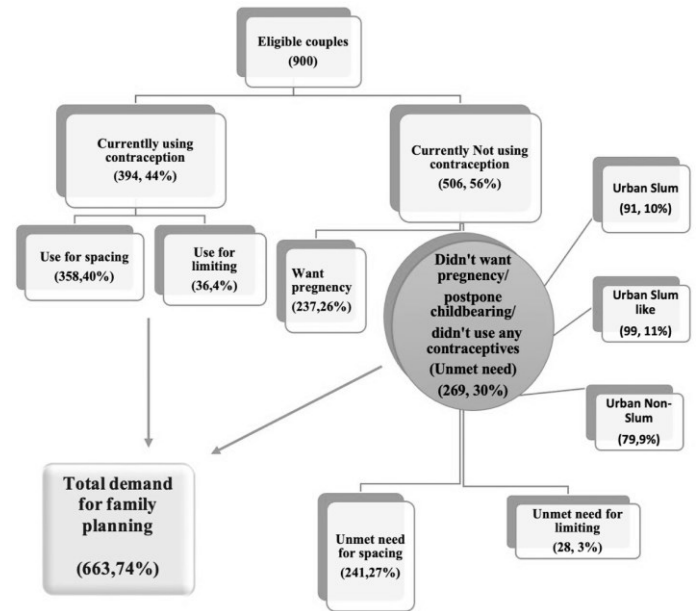 Eligible couples
(900)
Currentlly using
contraception
(394, 44%)
Currently Not using
contraception
(506, 56%)
Urban Slum
(91, 10%)
Use for spacing
(358,40%)
Use for
limiting
(36,4%)
Want
pregnancy
(237,26%)
Didn't want
pregnancy/
postpone
childbearing/
didn't use any
contraceptives
(Unmet need)
(269, 30%)
Urban Slum
like
(99, 11%)
Urban Non-
Slum
(79,9%)
Total demand
for family
planning
(663,74%)
Unmet need
for spacing
(241,27%)
Unmet need for
limiting
(28, 3%)